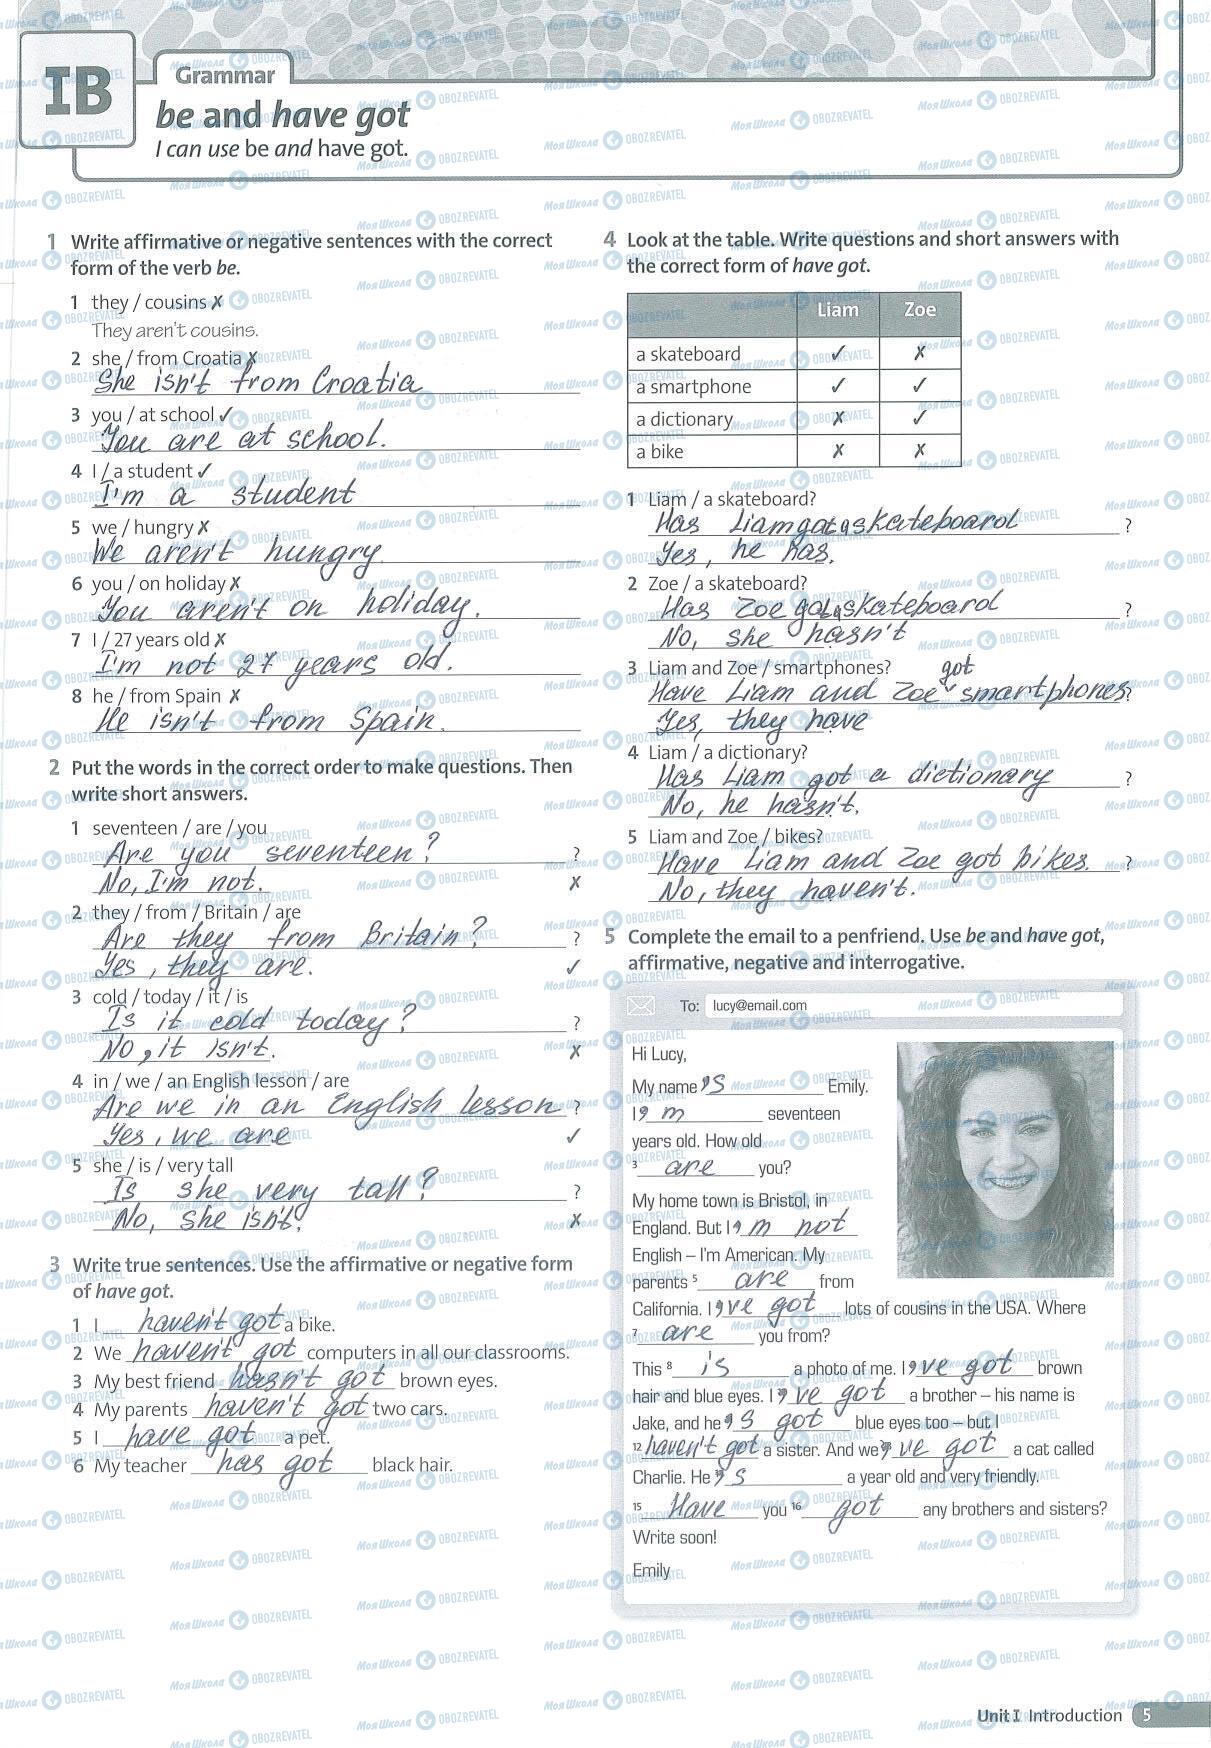 IB
Grammar
be and have got
I can use be and have got.
1 Write affirmative or negative sentences with the correct
form of the verb be.
1 they / cousins ✗
They aren't cousins.
2 she / from Croatia ✗
She isn't from Croatia
3 you / at school ✓
You are at school.
4 I / a student ✓
I'm a student
5 we / hungry ✗
We aren't hungry.
6 you / on holiday ✗
You aren't on holiday.
7 I / 27 years old ✗
I'm not 27 years old.
8 he / from Spain ✗
He isn't from Spain.
2 Put the words in the correct order to make questions. Then
write short answers.
1 seventeen / are / you
Are you seventeen? ?
No, I'm not. ✗
2 they / from / Britain / are
Are they from Britain? ?
Yes, they are. ✓
3 cold / today / it / is
Is it cold today? ?
No, it isn't. ✗
4 in / we / an English lesson / are
Are we in an English lesson ?
Yes, we are ✓
5 she / is / very tall
Is she very tall? ?
No, she isn't. ✗
3 Write true sentences. Use the affirmative or negative form
of have got.
1 I haven't got a bike.
2 We haven't got computers in all our classrooms.
3 My best friend hasn't got brown eyes.
4 My parents haven't got two cars.
5 I have got a pet.
6 My teacher has got black hair.
4 Look at the table. Write questions and short answers with
the correct form of have got.
Liam Zoe
a skateboard ✓ ✗
a smartphone ✓ ✓
a dictionary ✗ ✓
a bike ✗ ✗
1 Liam / a skateboard?
Has Liam got a skateboard ?
Yes, he has.
2 Zoe / a skateboard?
Has Zoe got a skateboard ?
No, she hasn't
3 Liam and Zoe / smartphones?
got
Have Liam and Zoe smartphones ?
Yes, they have
4 Liam / a dictionary?
Has Liam got a dictionary ?
No, he hasn't.
5 Liam and Zoe / bikes?
Have Liam and Zoe got bikes. ?
No, they haven't.
5 Complete the email to a penfriend. Use be and have got,
affirmative, negative and interrogative.
To: lucy@email.com
Hi Lucy,
My name 's Emily.
I 'm seventeen
years old. How old
3 are you?
My home town is Bristol, in
England. But I 'm not
English – I'm American. My
parents 5 are from
California. I 've got lots of cousins in the USA. Where
7 are you from?
This 8 is a photo of me. I 've got brown
hair and blue eyes. I 've got a brother – his name is
Jake, and he 's got blue eyes too – but I
12 haven't got a sister. And we 've got a cat called
Charlie. He 's a year old and very friendly.
15 Have you 16 got any brothers and sisters?
Write soon!
Emily
Unit I Introduction 5
Моя Школа OBOZREVATEL